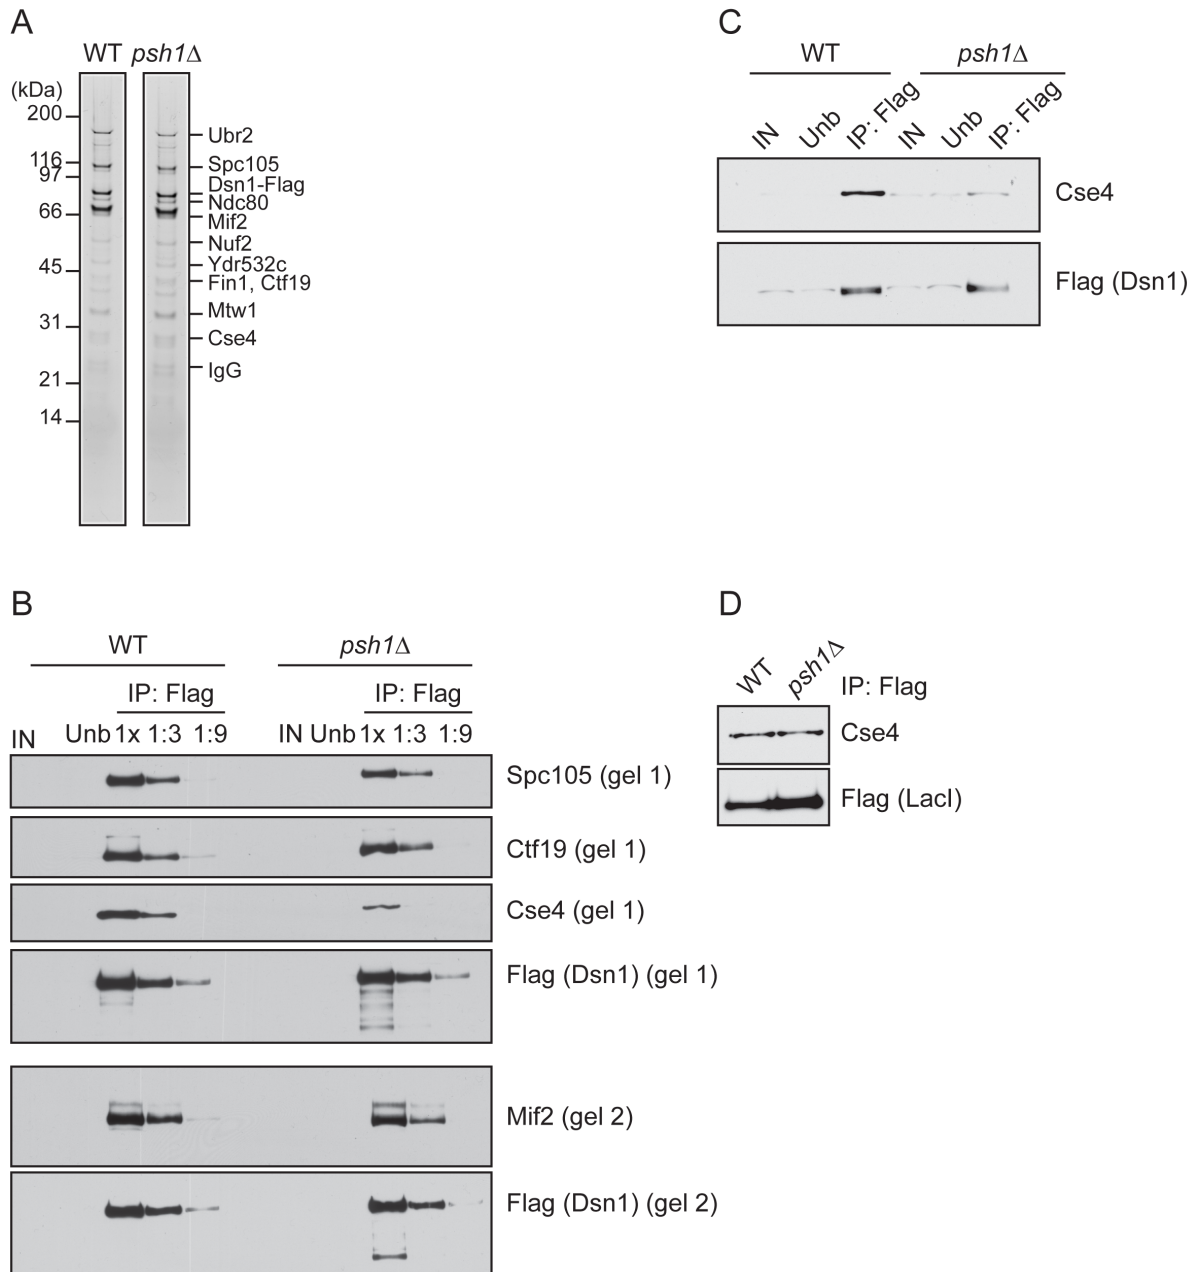 A
WT psh1Δ
(kDa)
200
116
97
66
45
31
21
14
Ubr2
Spc105
Dsn1-Flag
Ndc80
Mif2
Nuf2
Ydr532c
Fin1, Ctf19
Mtw1
Cse4
IgG
C
WT psh1Δ
IN Unb IP: Flag IN Unb IP: Flag
Cse4
Flag (Dsn1)
B
WT psh1Δ
IP: Flag IP: Flag
IN Unb 1x 1:3 1:9 IN Unb 1x 1:3 1:9
Spc105 (gel 1)
Ctf19 (gel 1)
Cse4 (gel 1)
Flag (Dsn1) (gel 1)
Mif2 (gel 2)
Flag (Dsn1) (gel 2)
D
WT psh1Δ IP: Flag
Cse4
Flag (LacI)